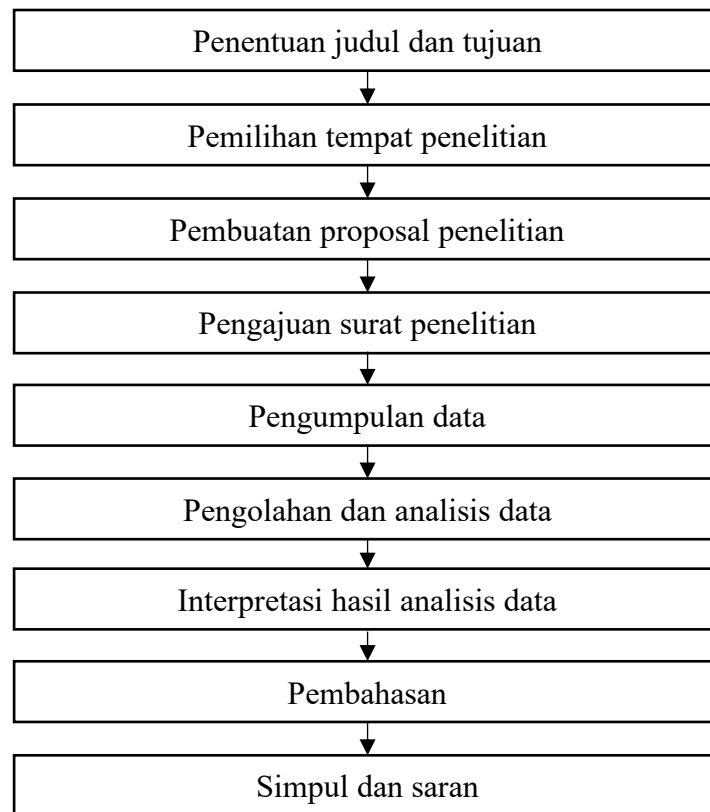 Penentuan judul dan tujuan
Pemilihan tempat penelitian
Pembuatan proposal penelitian
Pengajuan surat penelitian
Pengumpulan data
Pengolahan dan analisis data
Interpretasi hasil analisis data
Pembahasan
Simpul dan saran